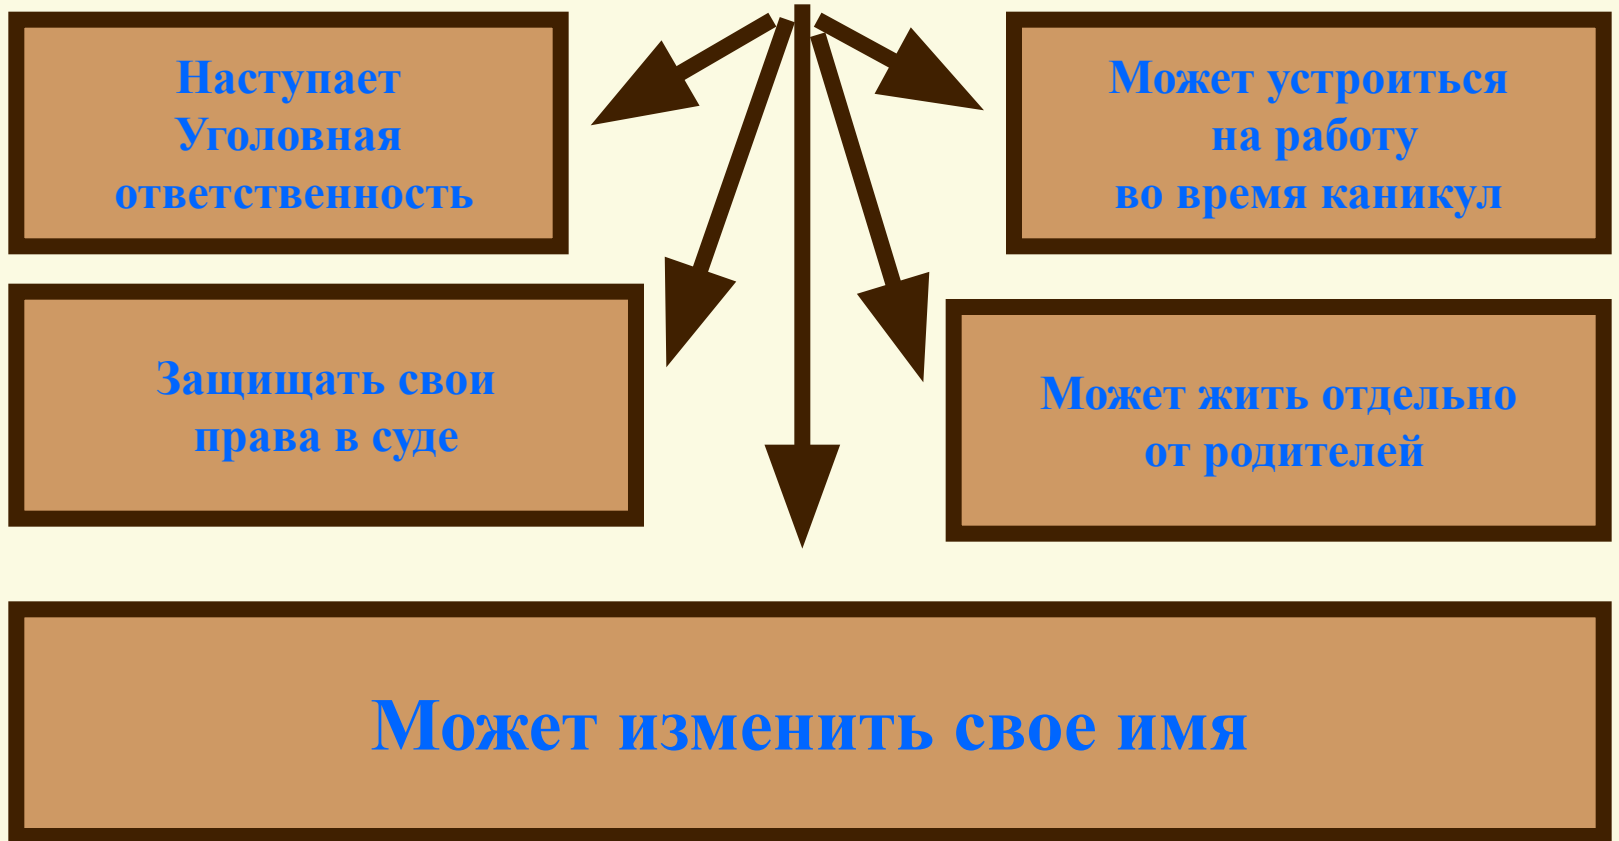 Наступает
Уголовная
ответственность
Может устроиться
на работу
во время каникул
Защищать свои
права в суде
Может жить отдельно
от родителей
Может изменить свое имя